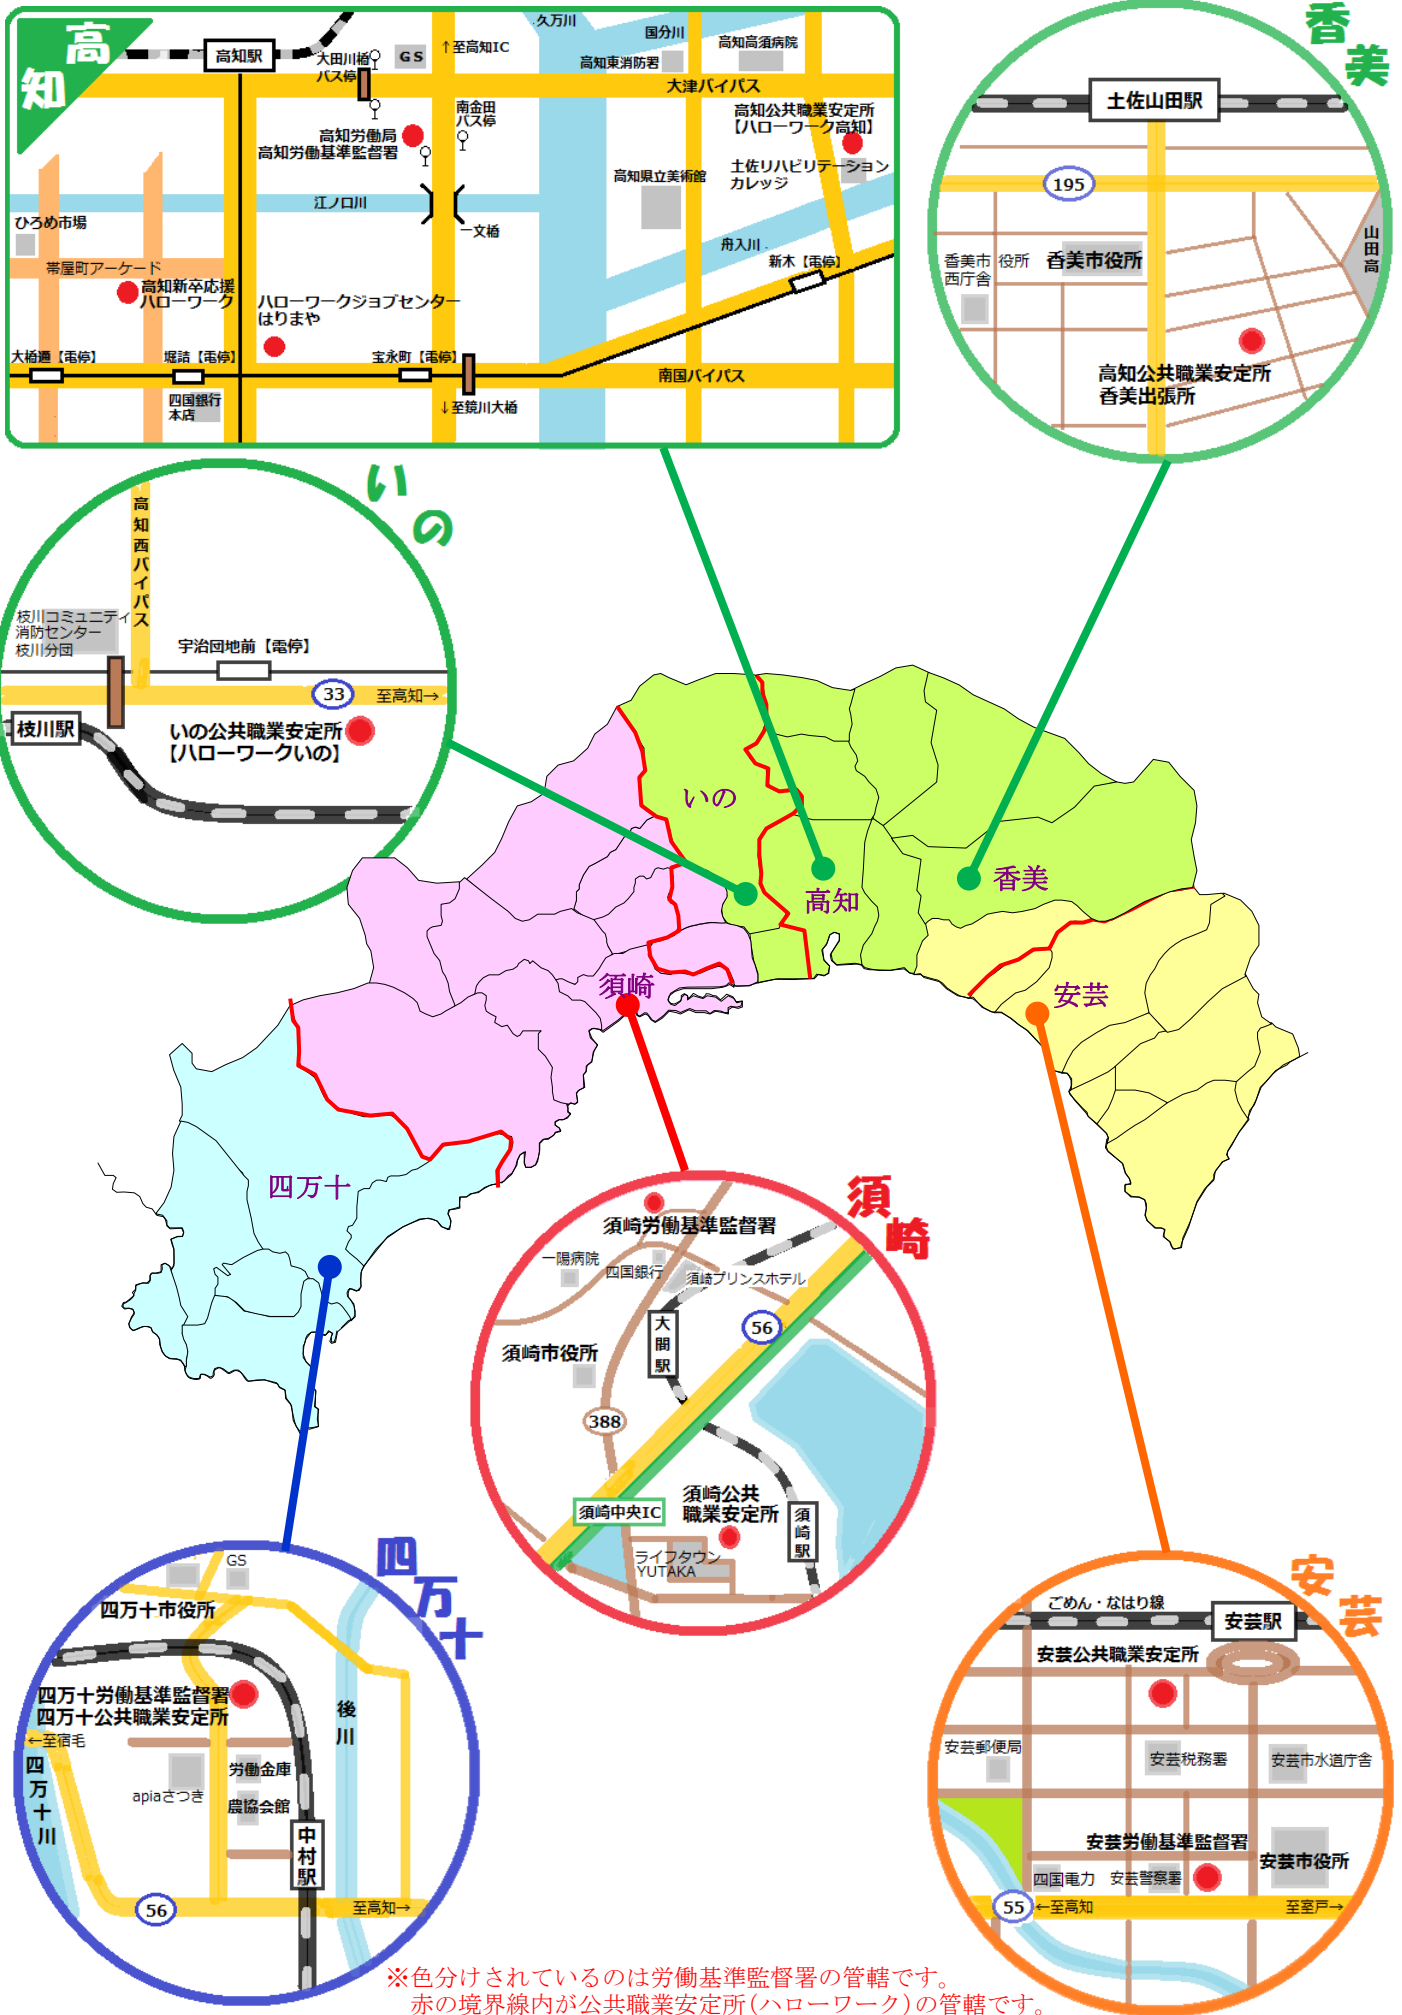 高知
高知駅
大田川橋
バス停
GS
↑至高知IC
久万川
国分川
高知東消防署
高知高須病院
大津バイパス
南金田
バス停
高知労働局
高知労働基準監督署
高知公共職業安定所
【ハローワーク高知】
土佐リハビリテーション
カレッジ
高知県立美術館
江ノ口川
一文橋
舟入川
新木【電停】
ひろめ市場
帯屋町アーケード
高知新卒応援
ハローワーク
ハローワークジョブセンター
はりまや
大橋通【電停】
堀詰【電停】
宝永町【電停】
南国バイパス
四国銀行
本店
↓至鏡川大橋
香美
土佐山田駅
195
山田高
香美市 役所
西庁舎
香美市役所
高知公共職業安定所
香美出張所
いの
高知西バイパス
枝川コミュニティ
消防センター
枝川分団
宇治団地前【電停】
33
至高知→
枝川駅
いの公共職業安定所
【ハローワークいの】
いの
高知
香美
須崎
安芸
四万十
須崎
須崎労働基準監督署
一陽病院
四国銀行
須崎プリンスホテル
大間駅
56
須崎市役所
388
須崎公共
職業安定所
須崎中央IC
須崎駅
ライフタウン
YUTAKA
四万十
GS
四万十市役所
四万十労働基準監督署
四万十公共職業安定所
←至宿毛
後川
四万十川
労働金庫
apiaさつき
農協会館
中村駅
56
至高知→
安芸
ごめん・なはり線
安芸駅
安芸公共職業安定所
安芸郵便局
安芸税務署
安芸市水道庁舎
安芸労働基準監督署
安芸市役所
四国電力
安芸警察署
55
←至高知
至室戸→
※色分けされているのは労働基準監督署の管轄です。
赤の境界線内が公共職業安定所(ハローワーク)の管轄です。